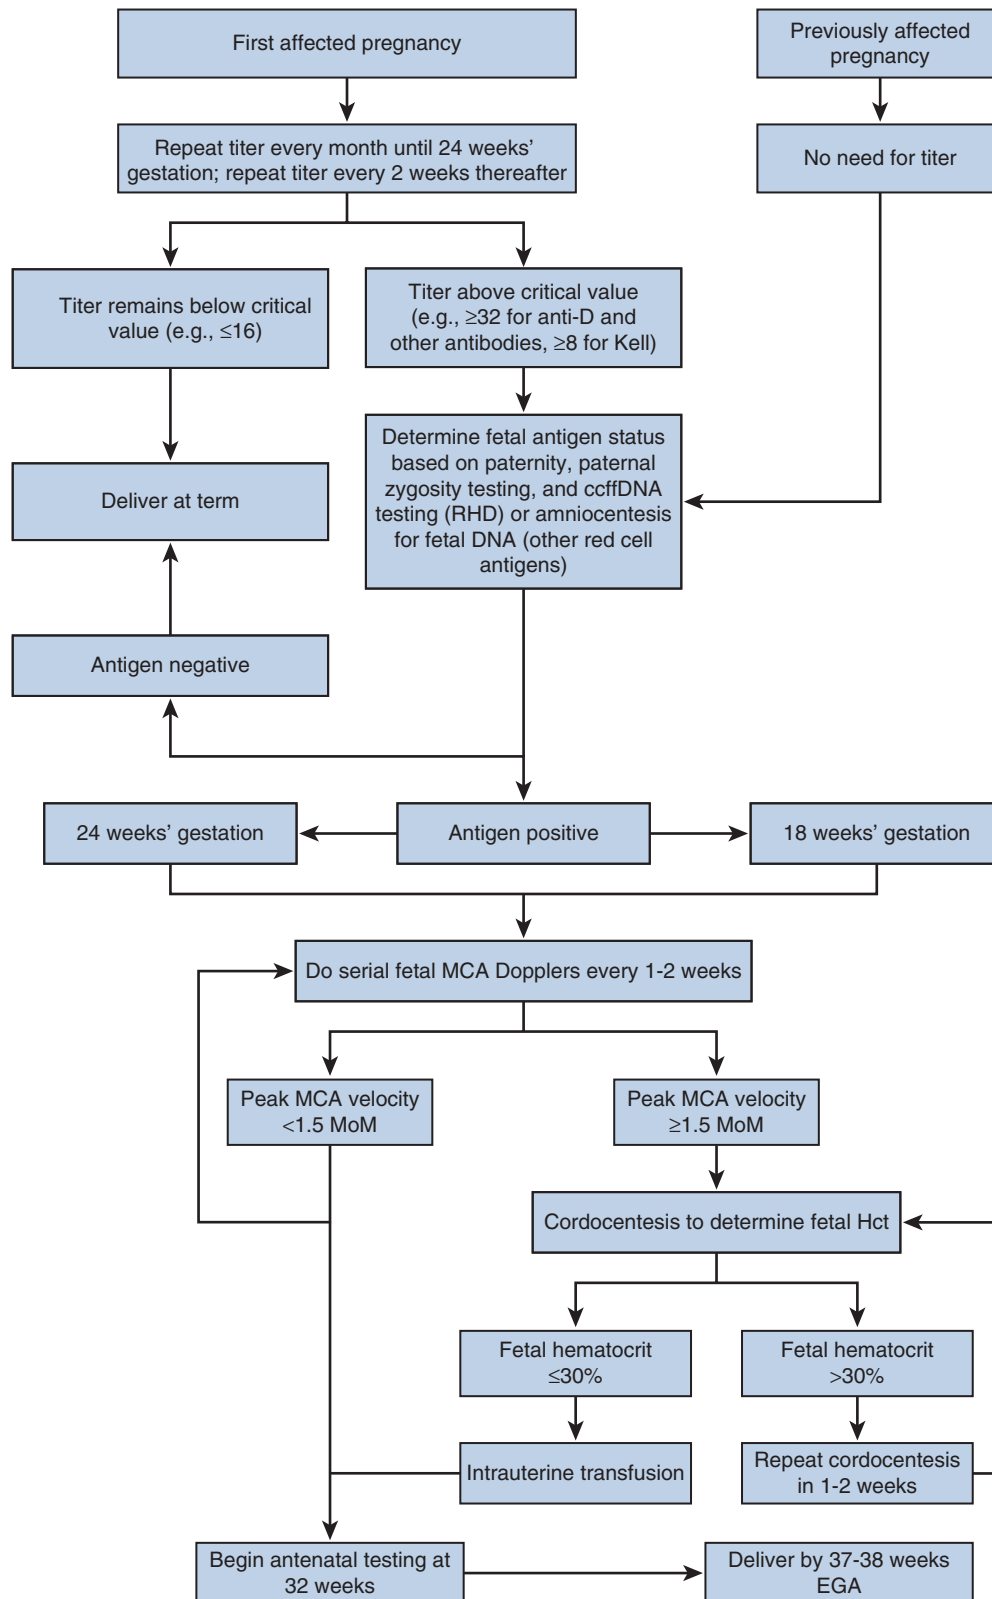 First affected pregnancy
Previously affected
pregnancy
Repeat titer every month until 24 weeks’
gestation; repeat titer every 2 weeks thereafter
No need for titer
Titer remains below critical
value (e.g., ≤16)
Titer above critical value
(e.g., ≥32 for anti-D and
other antibodies, ≥8 for Kell)
Determine fetal antigen status
based on paternity, paternal
zygosity testing, and ccffDNA
testing (RHD) or amniocentesis
for fetal DNA (other red cell
antigens)
Deliver at term
Antigen negative
24 weeks’ gestation
Antigen positive
18 weeks’ gestation
Do serial fetal MCA Dopplers every 1-2 weeks
Peak MCA velocity
<1.5 MoM
Peak MCA velocity
≥1.5 MoM
Cordocentesis to determine fetal Hct
Fetal hematocrit
≤30%
Fetal hematocrit
>30%
Intrauterine transfusion
Repeat cordocentesis
in 1-2 weeks
Begin antenatal testing at
32 weeks
Deliver by 37-38 weeks
EGA